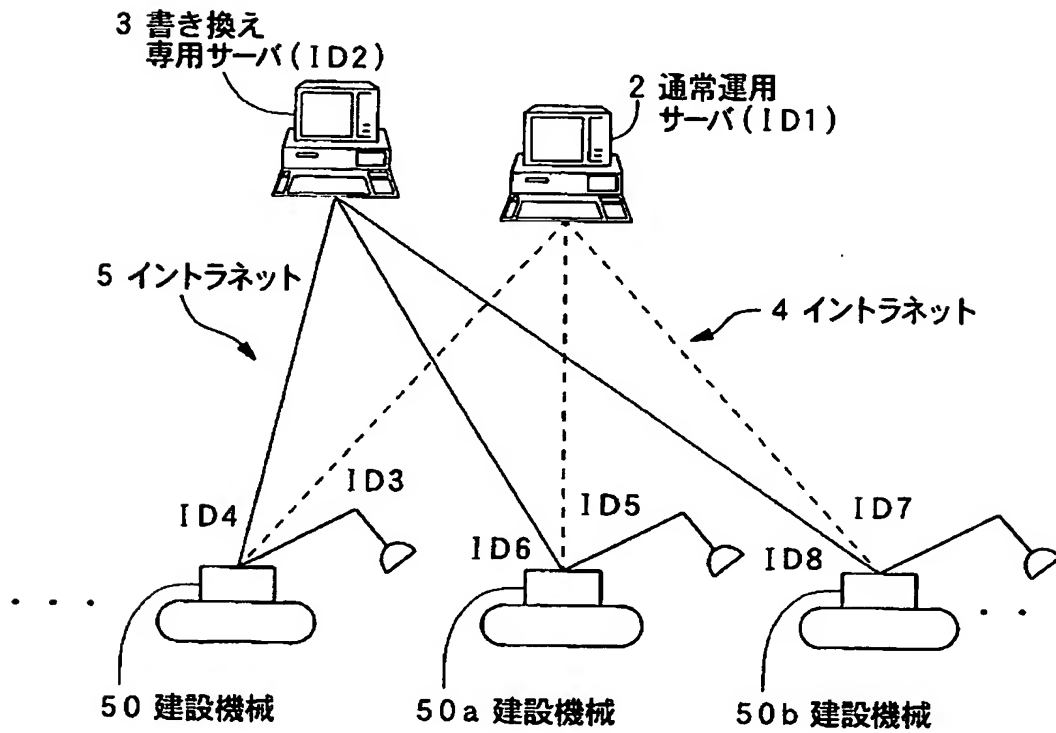 3 書き換え
専用サーバ(ID2)
2 通常運用
サーバ(ID1)
5 イントラネット
4 イントラネット
ID4
ID3
ID6
ID5
ID8
ID7
. . .
. .
50 建設機械
50a 建設機械
50b 建設機械